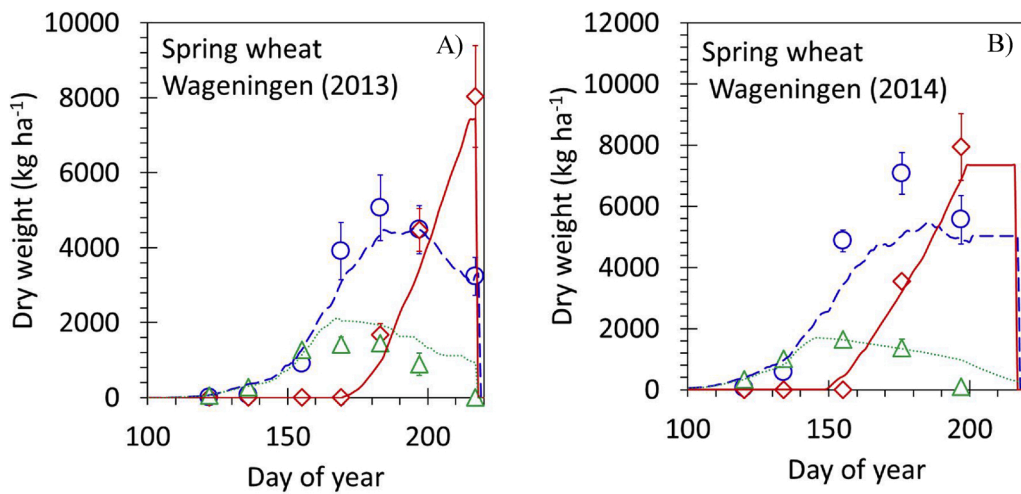 A)
Spring wheat
Wageningen (2013)
Dry weight (kg ha-1)
10000
8000
6000
4000
2000
0
100
150
200
Day of year
B)
Spring wheat
Wageningen (2014)
Dry weight (kg ha-1)
12000
10000
8000
6000
4000
2000
0
100
150
200
Day of year